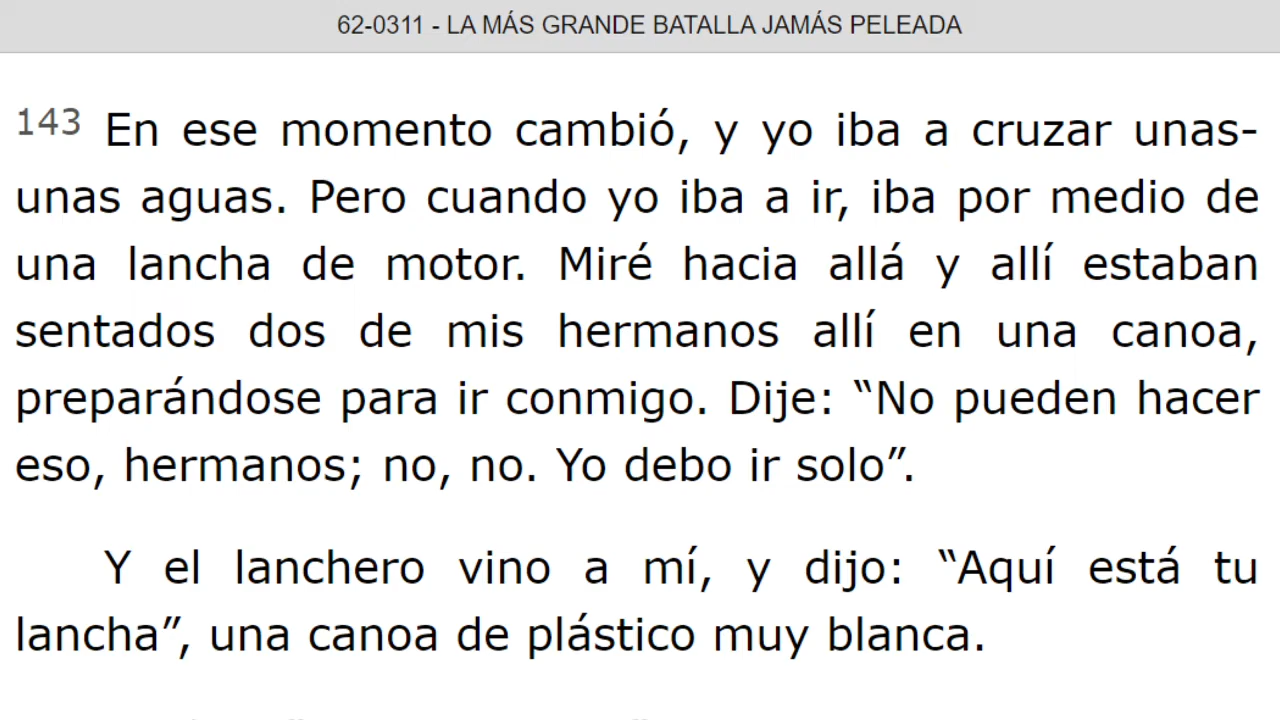 62-0311 - LA MÁS GRANDE BATALLA JAMÁS PELEADA
143 En ese momento cambió, y yo iba a cruzar unas-
unas aguas. Pero cuando yo iba a ir, iba por medio de
una lancha de motor. Miré hacia allá y allí estaban
sentados dos de mis hermanos allí en una canoa,
preparándose para ir conmigo. Dije: “No pueden hacer
eso, hermanos; no, no. Yo debo ir solo”.
Y el lanchero vino a mí, y dijo: “Aquí está tu
lancha”, una canoa de plástico muy blanca.